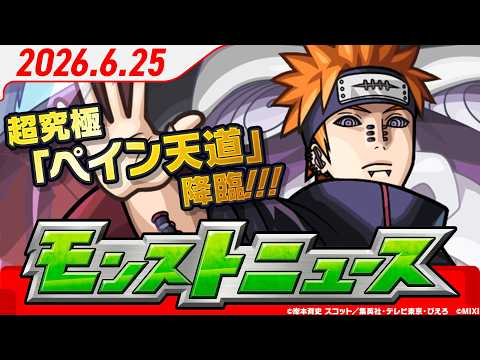 2026.6.25
超究極
「ペイン天道」
降臨!!!
モンストニュース
©岸本斉史 スコット／集英社・テレビ東京・ぴえろ ©MIXI